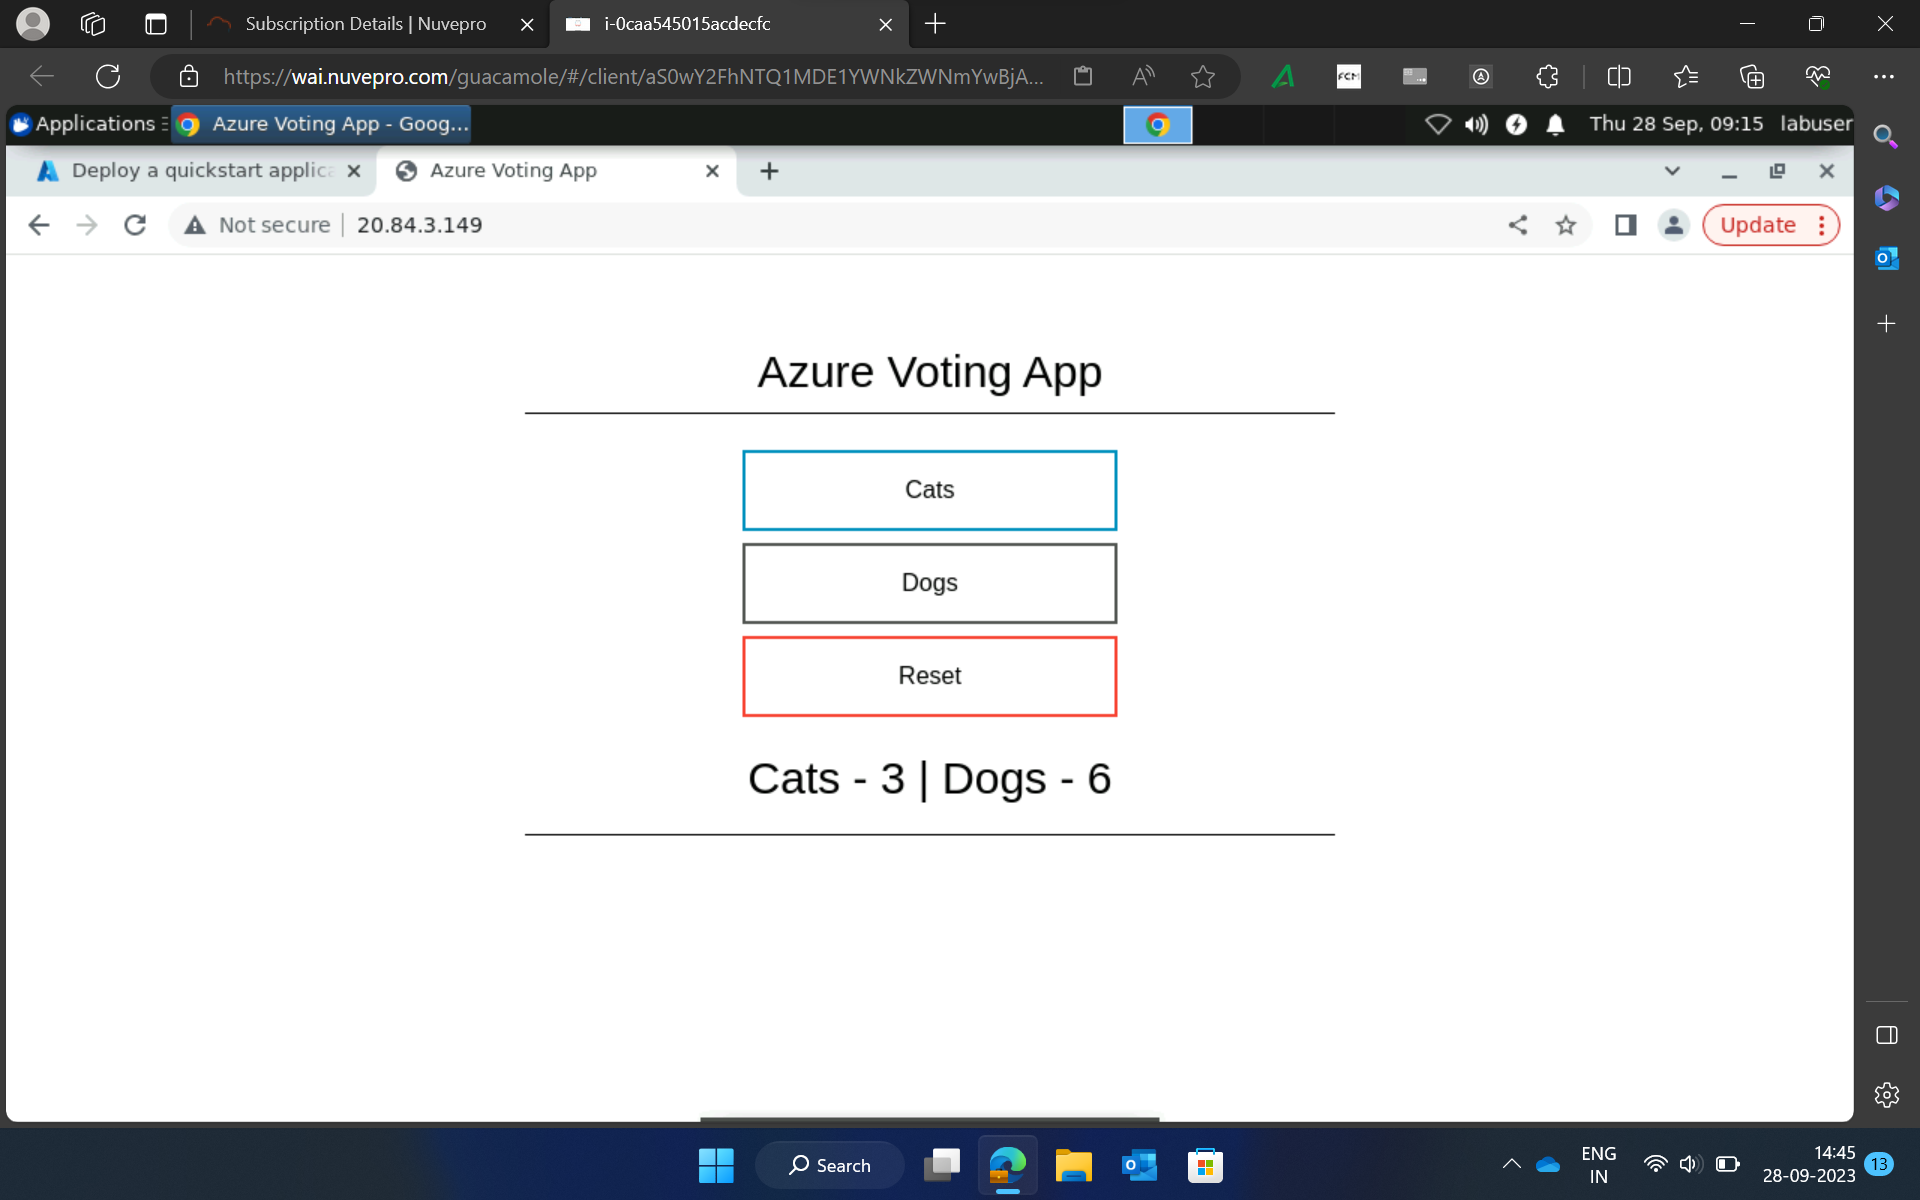 Subscription Details | Nuvepro
i-0caa545015acdecfc
https://wai.nuvepro.com/guacamole/#/client/aS0wY2FhNTQ1MDE1YWNkZWNmYwBjA...
FCM
Applications
Azure Voting App - Goog...
Thu 28 Sep, 09:15 labuser
Deploy a quickstart applica
Azure Voting App
Not secure
20.84.3.149
Update
Azure Voting App
Cats
Dogs
Reset
Cats - 3 | Dogs - 6
Search
ENG
IN
14:45
28-09-2023
13